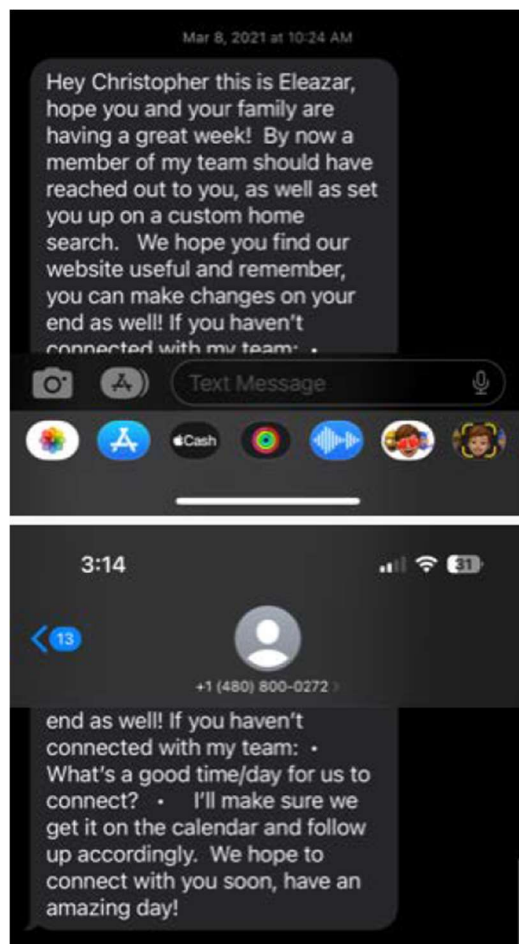 Mar 8, 2021 at 10:24 AM
Hey Christopher this is Eleazar,
hope you and your family are
having a great week!  By now a
member of my team should have
reached out to you, as well as set
you up on a custom home
search.   We hope you find our
website useful and remember,
you can make changes on your
end as well! If you haven't
connected with my team:  •
Text Message
Cash
3:14
31
13
+1 (480) 800-0272
end as well! If you haven't
connected with my team:  •
What's a good time/day for us to
connect?  •    I'll make sure we
get it on the calendar and follow
up accordingly.  We hope to
connect with you soon, have an
amazing day!